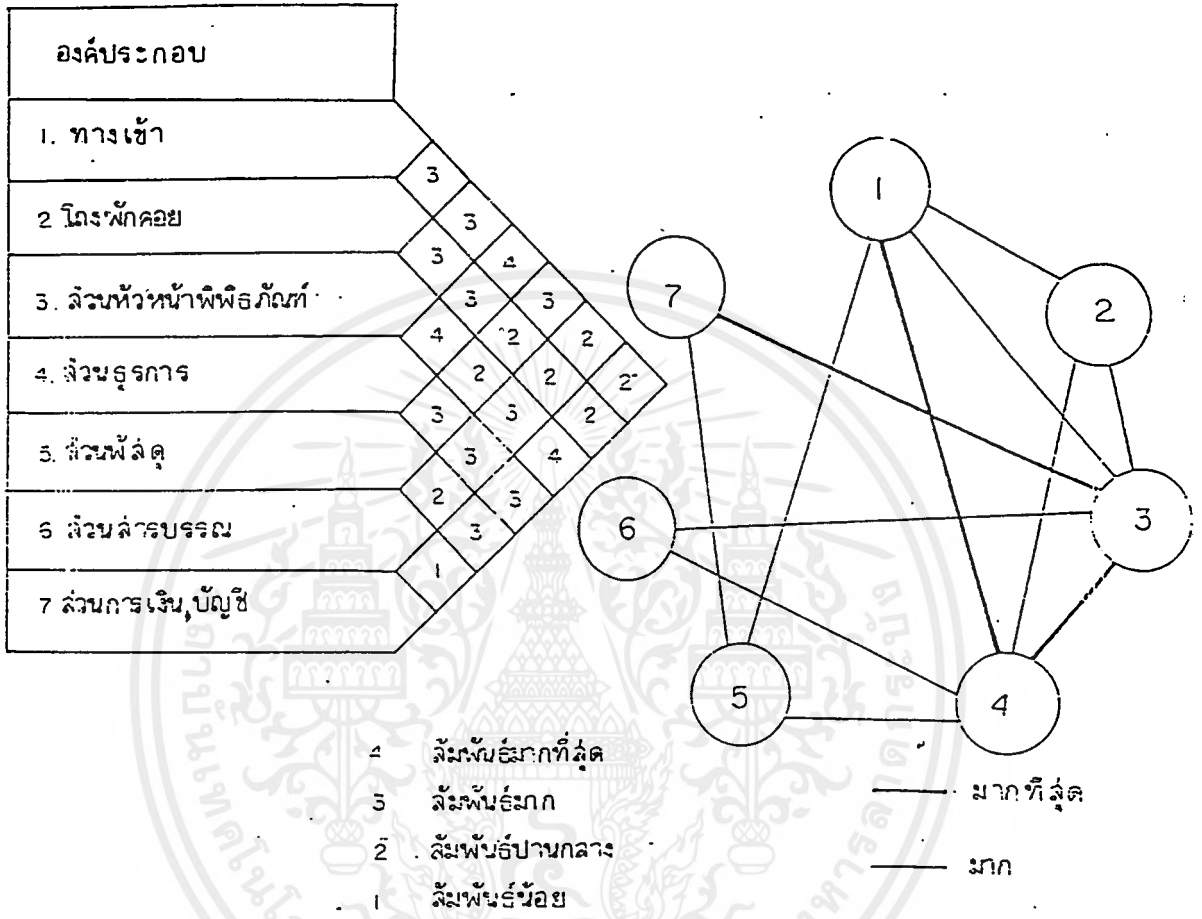 องค์ประกอบ
1. ทางเข้า
2 โถงพักคอย
3. ส่วนหัวหน้าพิพิธภัณฑ์
4. ส่วนธุรการ
5. ส่วนพัสดุ
6 ส่วนสารบรรณ
7 ส่วนการเงิน,บัญชี
3
3
4
3
2
2
3
3
2
2
2
4
2
3
4
3
3
3
2
3
1
1
2
3
4
5
6
7
4 สัมพันธ์มากที่สุด
3 สัมพันธ์มาก
2 สัมพันธ์ปานกลาง
1 สัมพันธ์น้อย
มากที่สุด
มาก